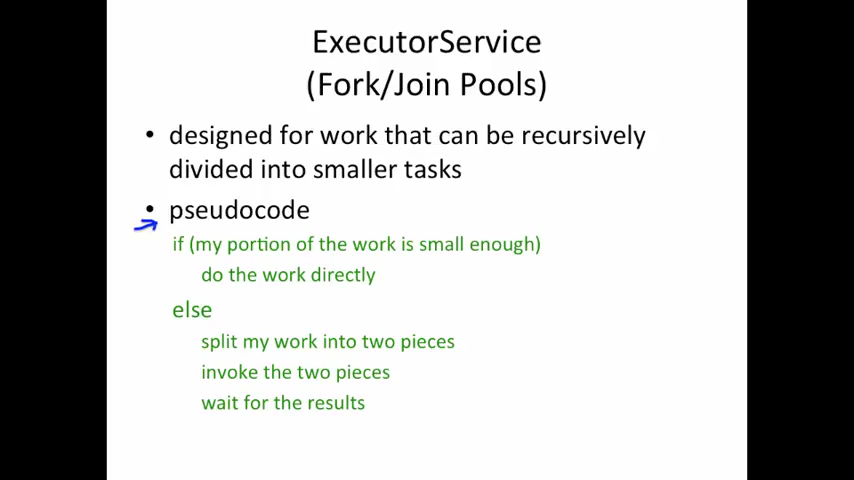 ExecutorService
(Fork/Join Pools)
• designed for work that can be recursively
divided into smaller tasks
• pseudocode
if (my portion of the work is small enough)
do the work directly
else
split my work into two pieces
invoke the two pieces
wait for the results